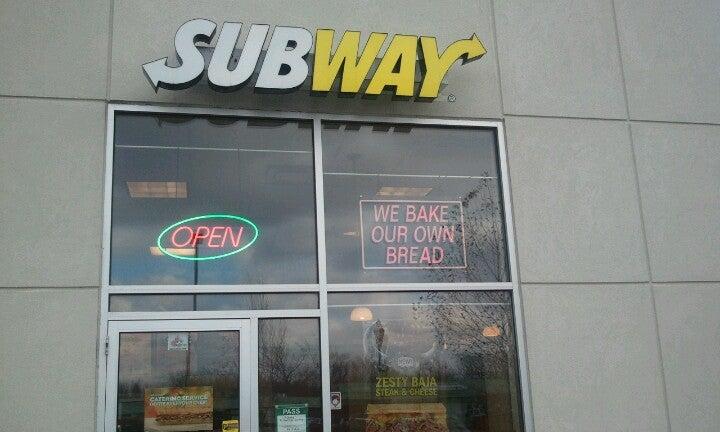 SUBWAY
OPEN
WE BAKE
OUR OWN
BREAD
ZESTY BAJA
STEAK & CHEESE
CATERING SERVICE
PASS